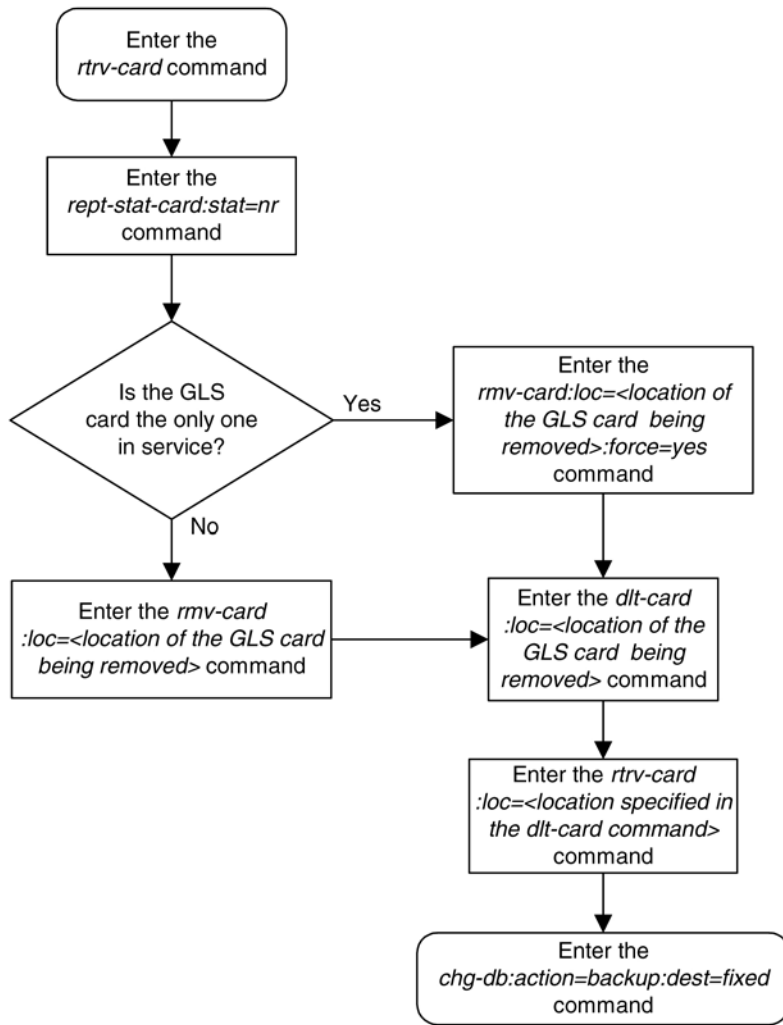 Enter the
rtrv-card command
Enter the
rept-stat-card:stat=nr
command
Is the GLS
card the only one
in service?
Yes
Enter the
rmv-card:loc=<location of
the GLS card being
removed>:force=yes
command
No
Enter the rmv-card
:loc=<location of the GLS card
being removed> command
Enter the dlt-card
:loc=<location of the
GLS card being
removed> command
Enter the rtrv-card
:loc=<location specified in
the dlt-card command>
command
Enter the
chg-db:action=backup:dest=fixed
command